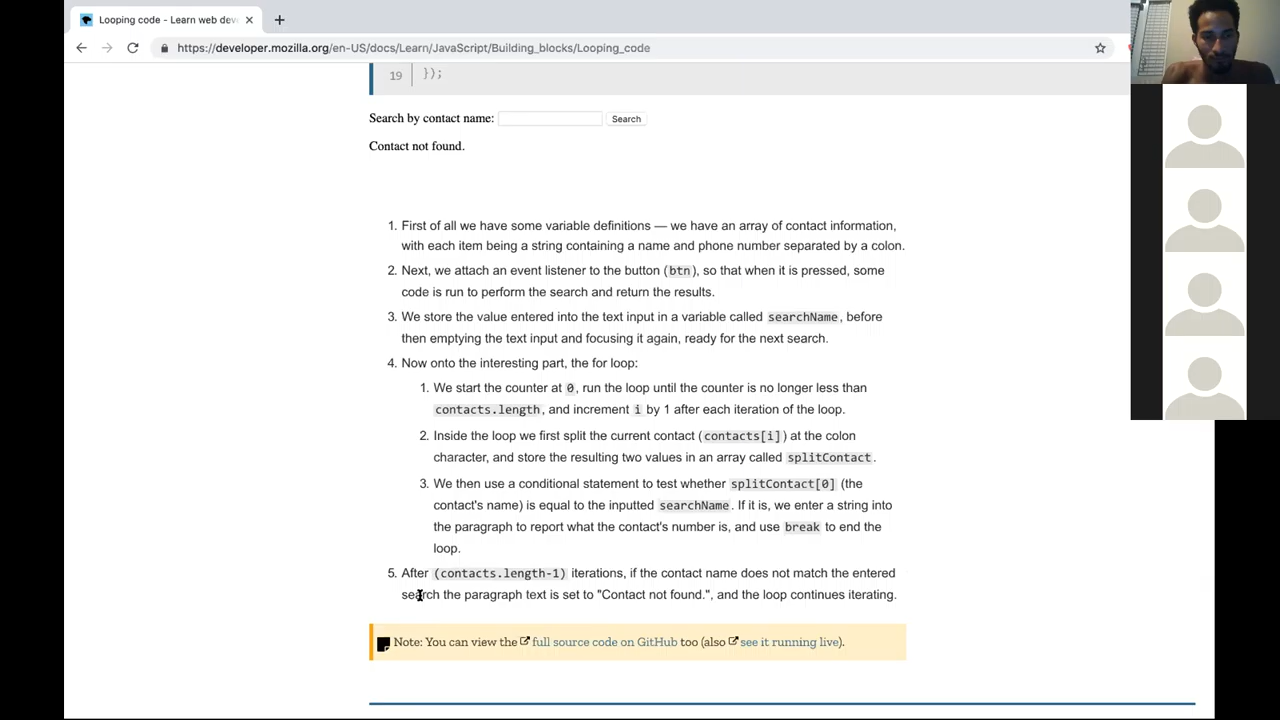 Looping code - Learn web dev
https://developer.mozilla.org/en-US/docs/Learn/JavaScript/Building_blocks/Looping_code
19 });
Search by contact name: Search
Contact not found.
1. First of all we have some variable definitions — we have an array of contact information,
with each item being a string containing a name and phone number separated by a colon.
2. Next, we attach an event listener to the button (btn), so that when it is pressed, some
code is run to perform the search and return the results.
3. We store the value entered into the text input in a variable called searchName, before
then emptying the text input and focusing it again, ready for the next search.
4. Now onto the interesting part, the for loop:
1. We start the counter at 0, run the loop until the counter is no longer less than
contacts.length, and increment i by 1 after each iteration of the loop.
2. Inside the loop we first split the current contact (contacts[i]) at the colon
character, and store the resulting two values in an array called splitContact.
3. We then use a conditional statement to test whether splitContact[0] (the
contact's name) is equal to the inputted searchName. If it is, we enter a string into
the paragraph to report what the contact's number is, and use break to end the
loop.
5. After (contacts.length-1) iterations, if the contact name does not match the entered
search the paragraph text is set to "Contact not found.", and the loop continues iterating.
Note: You can view the full source code on GitHub too (also see it running live).